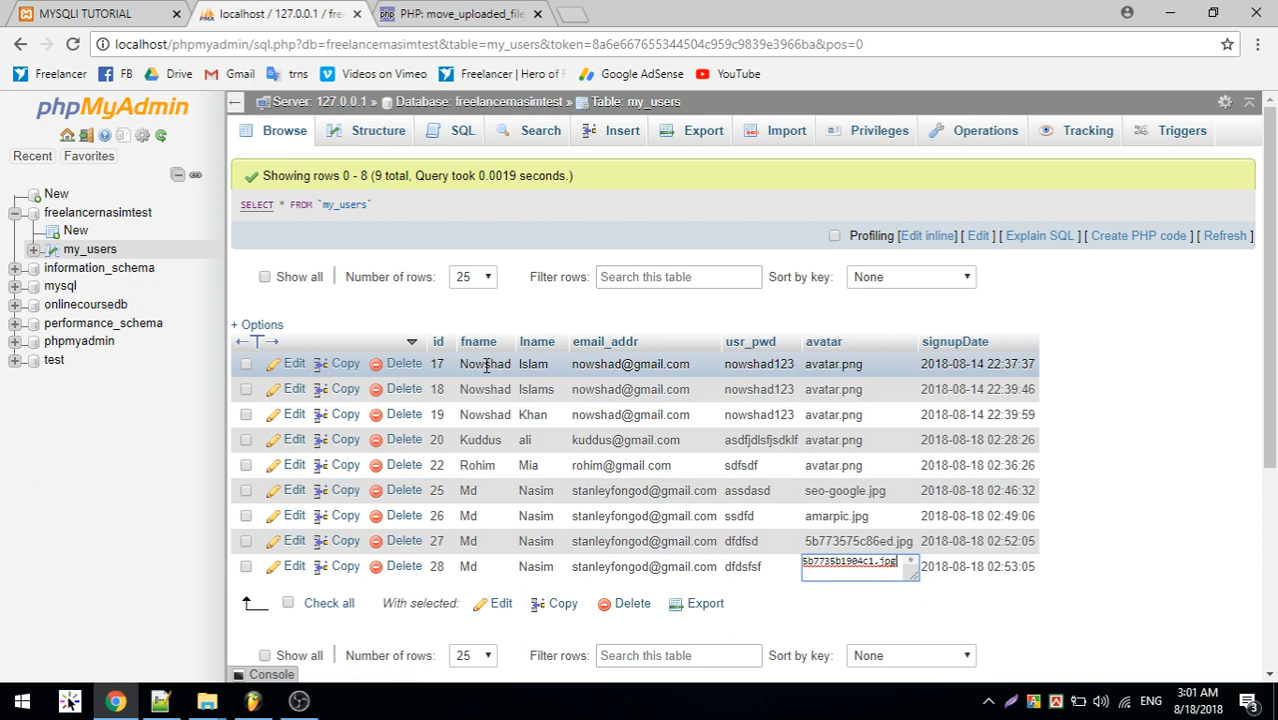 MYSQLI TUTORIAL
localhost / 127.0.0.1 / fre
PHP: move_uploaded_file
localhost/phpmyadmin/sql.php?db=freelancernasimtest&table=my_users&token=8a6e667655344504c959c9839e3966ba&pos=0
Freelancer FB Drive Gmail trns Videos on Vimeo Freelancer | Hero of F Google AdSense YouTube
phpMyAdmin
Recent Favorites
New
freelancernasimtest
New
my_users
information_schema
mysql
onlinecoursedb
performance_schema
phpmyadmin
test
Server: 127.0.0.1 » Database: freelancernasimtest » Table: my_users
Browse Structure SQL Search Insert Export Import Privileges Operations Tracking Triggers
Showing rows 0 - 8 (9 total, Query took 0.0019 seconds.)
SELECT * FROM `my_users`
Profiling [Edit inline] [ Edit ] [ Explain SQL ] [ Create PHP code ] [ Refresh ]
Show all Number of rows: 25 Filter rows: Search this table Sort by key: None
+ Options
←T→ id fname lname email_addr usr_pwd avatar signupDate
Edit Copy Delete 17 Nowshad Islam nowshad@gmail.com nowshad123 avatar.png 2018-08-14 22:37:37
Edit Copy Delete 18 Nowshad Islams nowshad@gmail.com nowshad123 avatar.png 2018-08-14 22:39:46
Edit Copy Delete 19 Nowshad Khan nowshad@gmail.com nowshad123 avatar.png 2018-08-14 22:39:59
Edit Copy Delete 20 Kuddus ali kuddus@gmail.com asdfjdlsfjsdklf avatar.png 2018-08-18 02:28:26
Edit Copy Delete 22 Rohim Mia rohim@gmail.com sdfsdf avatar.png 2018-08-18 02:36:26
Edit Copy Delete 25 Md Nasim stanleyfongod@gmail.com assdasd seo-google.jpg 2018-08-18 02:46:32
Edit Copy Delete 26 Md Nasim stanleyfongod@gmail.com ssdfd amarpic.jpg 2018-08-18 02:49:06
Edit Copy Delete 27 Md Nasim stanleyfongod@gmail.com dfdfsd 5b773575c86ed.jpg 2018-08-18 02:52:05
Edit Copy Delete 28 Md Nasim stanleyfongod@gmail.com dfdsfsf 5b7735b1904c1.jpg 2018-08-18 02:53:05
Check all With selected: Edit Copy Delete Export
Show all Number of rows: 25 Filter rows: Search this table Sort by key: None
Console
ENG
3:01 AM
8/18/2018
3